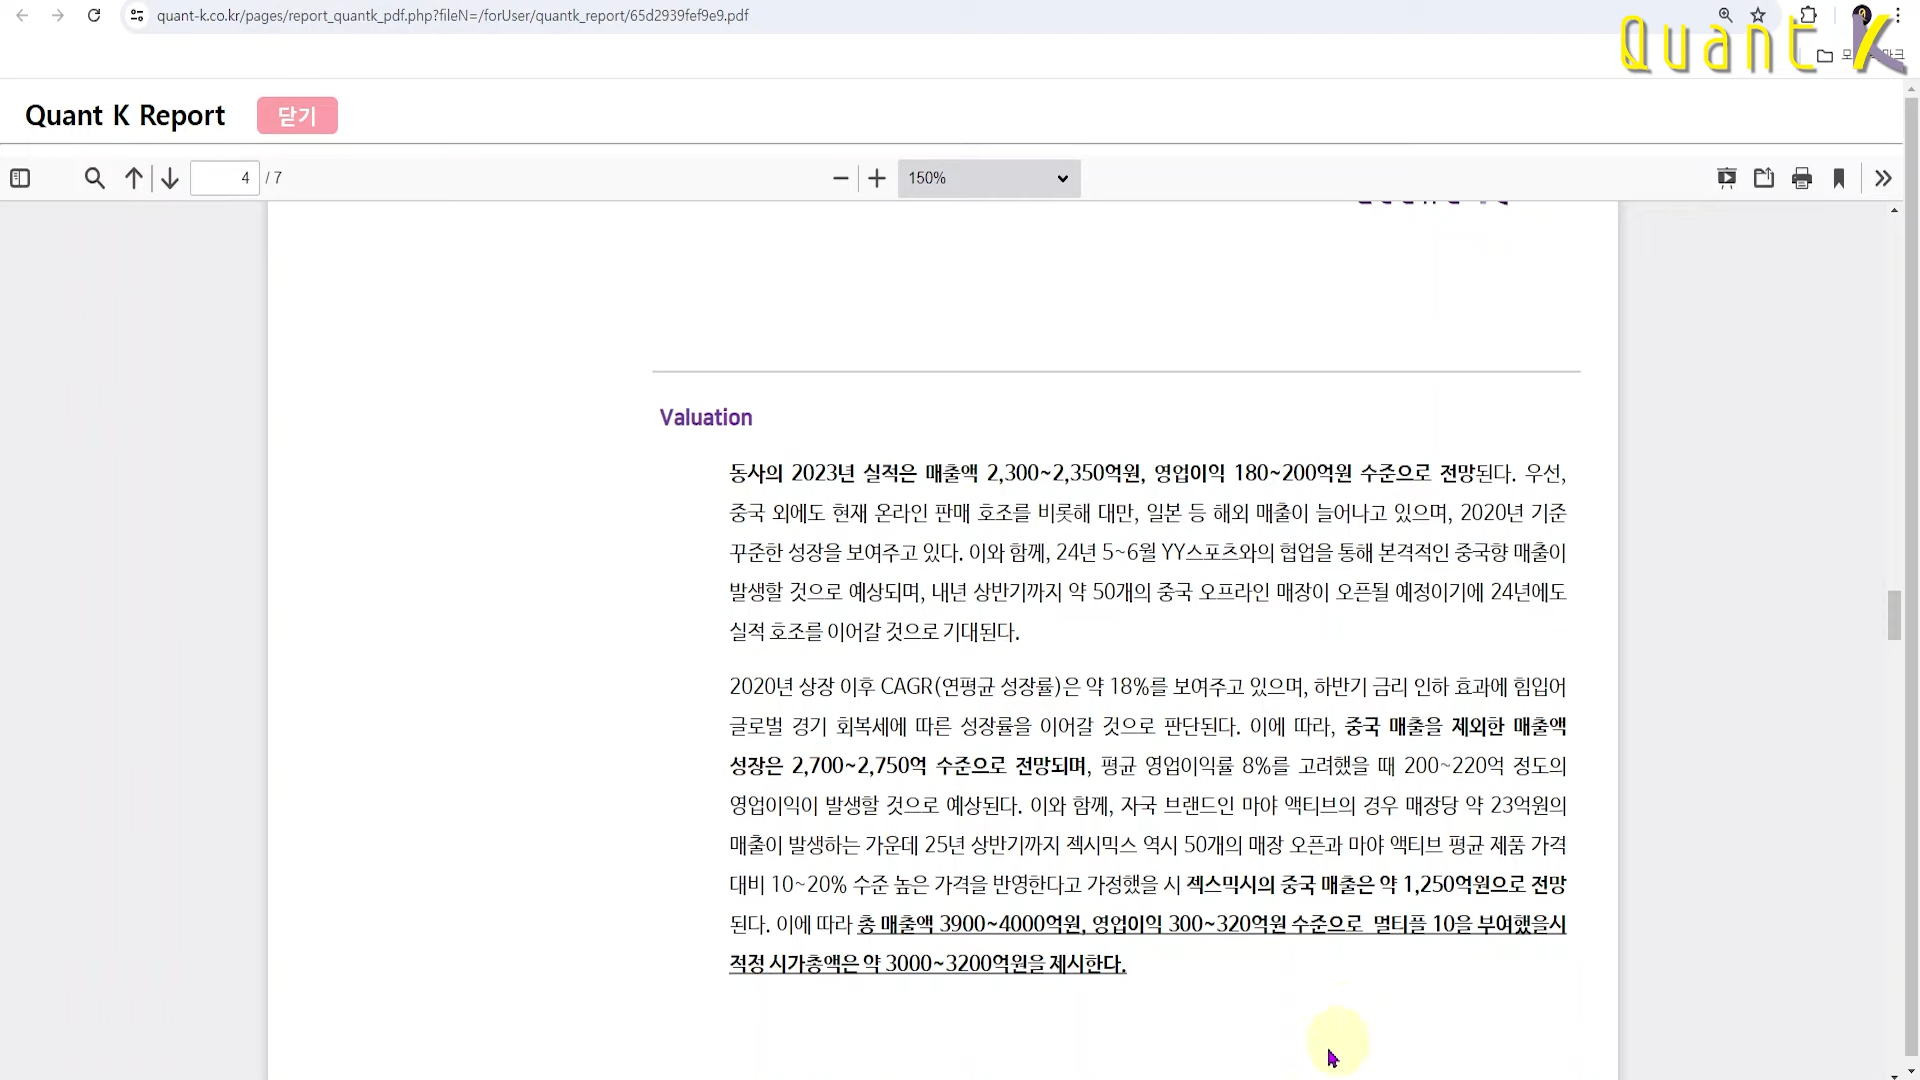 quant-k.co.kr/pages/report_quantk_pdf.php?fileN=/forUser/quantk_report/65d2939fef9e9.pdf
Quant K
Quant K Report
닫기
4 / 7
150%
Valuation
동사의 2023년 실적은 매출액 2,300~2,350억원, 영업이익 180~200억원 수준으로 전망된다. 우선,
중국 외에도 현재 온라인 판매 호조를 비롯해 대만, 일본 등 해외 매출이 늘어나고 있으며, 2020년 기준
꾸준한 성장을 보여주고 있다. 이와 함께, 24년 5~6월 YY스포츠와의 협업을 통해 본격적인 중국향 매출이
발생할 것으로 예상되며, 내년 상반기까지 약 50개의 중국 오프라인 매장이 오픈될 예정이기에 24년에도
실적 호조를 이어갈 것으로 기대된다.
2020년 상장 이후 CAGR(연평균 성장률)은 약 18%를 보여주고 있으며, 하반기 금리 인하 효과에 힘입어
글로벌 경기 회복세에 따른 성장률을 이어갈 것으로 판단된다. 이에 따라, 중국 매출을 제외한 매출액
성장은 2,700~2,750억 수준으로 전망되며, 평균 영업이익률 8%를 고려했을 때 200~220억 정도의
영업이익이 발생할 것으로 예상된다. 이와 함께, 자국 브랜드인 마야 액티브의 경우 매장당 약 23억원의
매출이 발생하는 가운데 25년 상반기까지 젝시믹스 역시 50개의 매장 오픈과 마야 액티브 평균 제품 가격
대비 10~20% 수준 높은 가격을 반영한다고 가정했을 시 젝스믹시의 중국 매출은 약 1,250억원으로 전망
된다. 이에 따라 총 매출액 3900~4000억원, 영업이익 300~320억원 수준으로 멀티플 10을 부여했을시
적정 시가총액은 약 3000~3200억원을 제시한다.